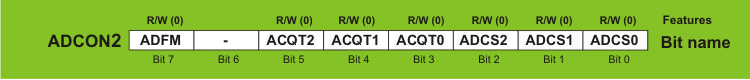 R/W (0) R/W (0) R/W (0) R/W (0) R/W (0) R/W (0) R/W (0) Features
ADCON2 ADFM - ACQT2 ACQT1 ACQT0 ADCS2 ADCS1 ADCS0 Bit name
Bit 7 Bit 6 Bit 5 Bit 4 Bit 3 Bit 2 Bit 1 Bit 0